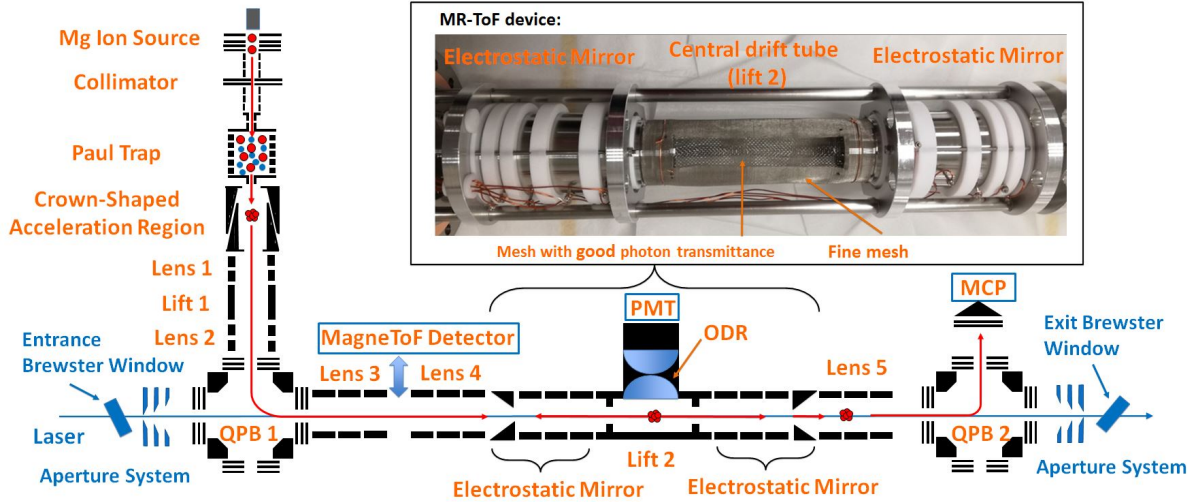 MR-ToF device:
Electrostatic Mirror
Central drift tube
(lift 2)
Electrostatic Mirror
Mesh with good photon transmittance
Fine mesh
Mg Ion Source
Collimator
Paul Trap
Crown-Shaped
Acceleration Region
Lens 1
Lift 1
Lens 2
Entrance
Brewster Window
MagneToF Detector
Lens 3
Lens 4
PMT
ODR
Lens 5
MCP
Exit Brewster
Window
Laser
QPB 1
Aperture System
Lift 2
Electrostatic Mirror
Electrostatic Mirror
QPB 2
Aperture System